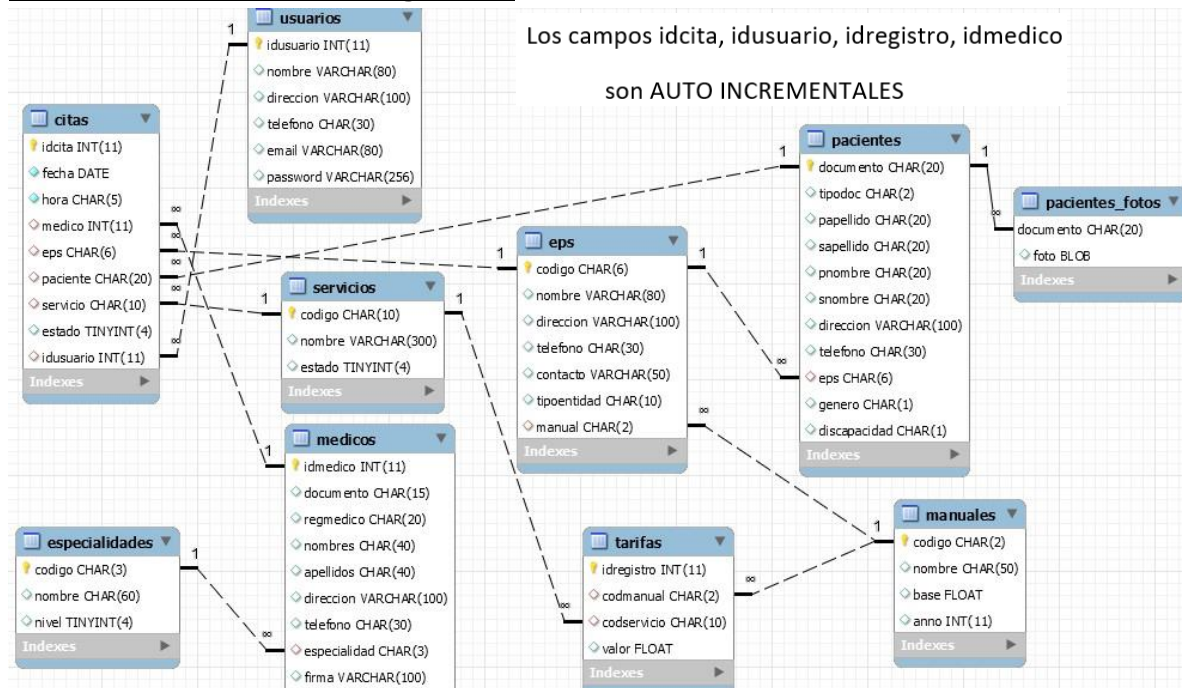 usuarios
idusuario INT(11)
nombre VARCHAR(80)
direccion VARCHAR(100)
telefono CHAR(30)
email VARCHAR(80)
password VARCHAR(256)
Indexes
Los campos idcita, idusuario, idregistro, idmedico
son AUTO INCREMENTALES
citas
idcita INT(11)
fecha DATE
hora CHAR(5)
medico INT(11)
eps CHAR(6)
paciente CHAR(20)
servicio CHAR(10)
estado TINYINT(4)
idusuario INT(11)
Indexes
1
∞
∞
∞
∞
∞
servicios
codigo CHAR(10)
nombre VARCHAR(300)
estado TINYINT(4)
Indexes
1
1
eps
codigo CHAR(6)
nombre VARCHAR(80)
direccion VARCHAR(100)
telefono CHAR(30)
contacto VARCHAR(50)
tipoentidad CHAR(10)
manual CHAR(2)
Indexes
1
1
∞
pacientes
documento CHAR(20)
tipodoc CHAR(2)
papellido CHAR(20)
sapellido CHAR(20)
pnombre CHAR(20)
snombre CHAR(20)
direccion VARCHAR(100)
telefono CHAR(30)
eps CHAR(6)
genero CHAR(1)
discapacidad CHAR(1)
Indexes
1
1
∞
pacientes_fotos
documento CHAR(20)
foto BLOB
Indexes
∞
especialidades
codigo CHAR(3)
nombre CHAR(60)
nivel TINYINT(4)
Indexes
1
medicos
idmedico INT(11)
documento CHAR(15)
regmedico CHAR(20)
nombres CHAR(40)
apellidos CHAR(40)
direccion VARCHAR(100)
telefono CHAR(30)
especialidad CHAR(3)
firma VARCHAR(100)
1
∞
tarifas
idregistro INT(11)
codmanual CHAR(2)
codservicio CHAR(10)
valor FLOAT
Indexes
∞
∞
manuales
codigo CHAR(2)
nombre CHAR(50)
base FLOAT
anno INT(11)
Indexes
1